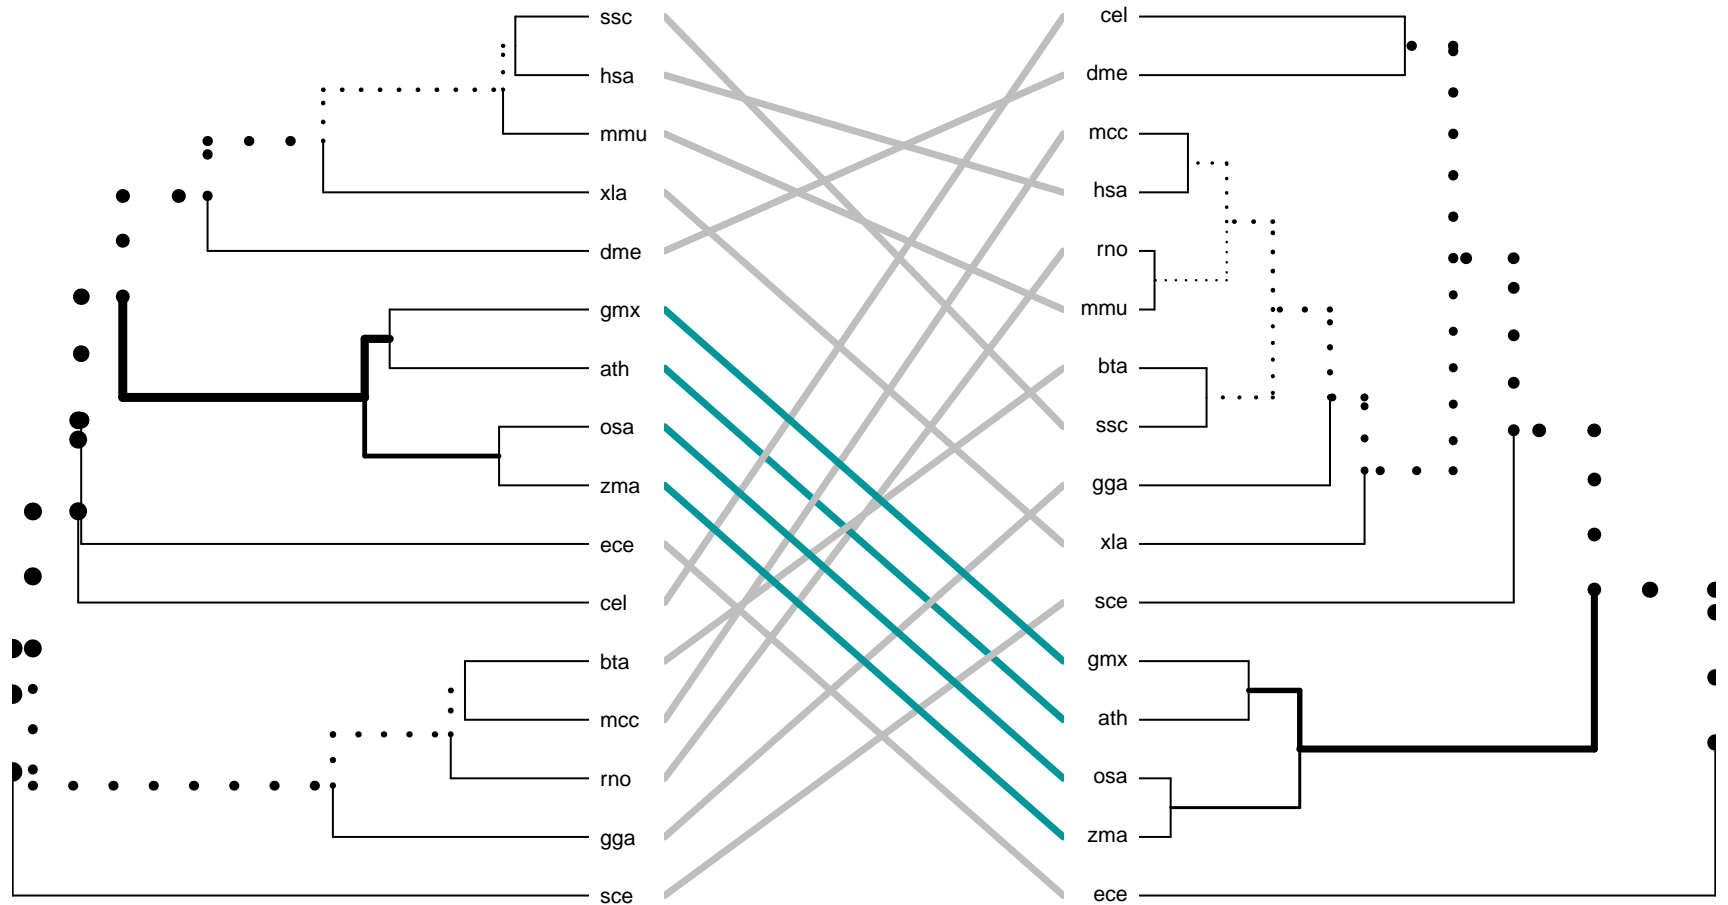 ssc
hsa
mmu
xla
dme
gmx
ath
osa
zma
ece
cel
bta
mcc
rno
gga
sce
cel
dme
mcc
hsa
rno
mmu
bta
ssc
gga
xla
sce
gmx
ath
osa
zma
ece